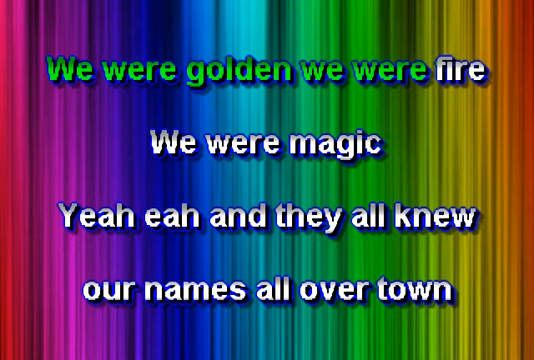 We were golden we were fire
We were magic
Yeah eah and they all knew
our names all over town